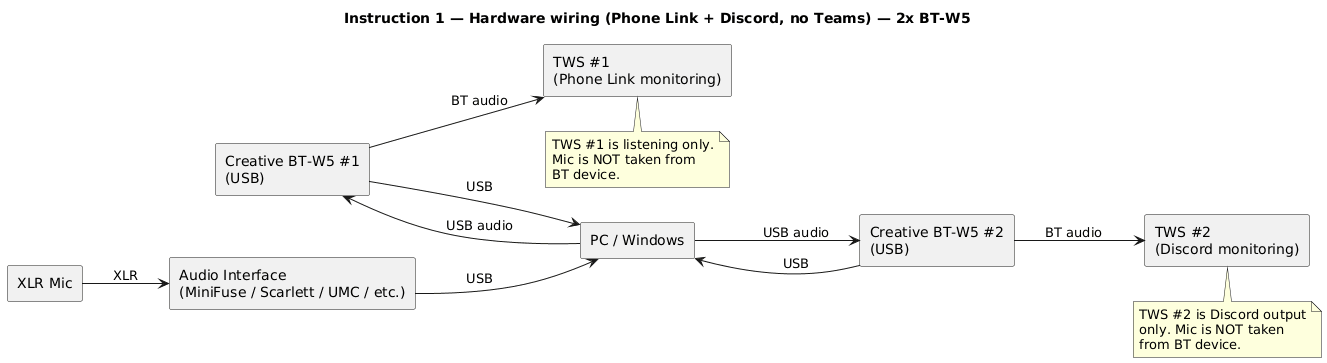 Instruction 1 — Hardware wiring (Phone Link + Discord, no Teams) — 2x BT-W5
TWS #1
(Phone Link monitoring)
BT audio
TWS #1 is listening only.
Mic is NOT taken from
BT device.
Creative BT-W5 #1
(USB)
USB
USB audio
PC / Windows
USB audio
USB
Creative BT-W5 #2
(USB)
BT audio
TWS #2
(Discord monitoring)
XLR Mic
XLR
Audio Interface
(MiniFuse / Scarlett / UMC / etc.)
USB
TWS #2 is Discord output
only. Mic is NOT taken
from BT device.